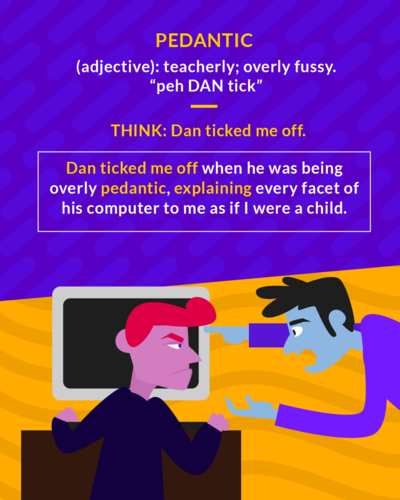 PEDANTIC
(adjective): teacherly; overly fussy.
“peh DAN tick”
THINK: Dan ticked me off.
Dan ticked me off when he was being
overly pedantic, explaining every facet of
his computer to me as if I were a child.